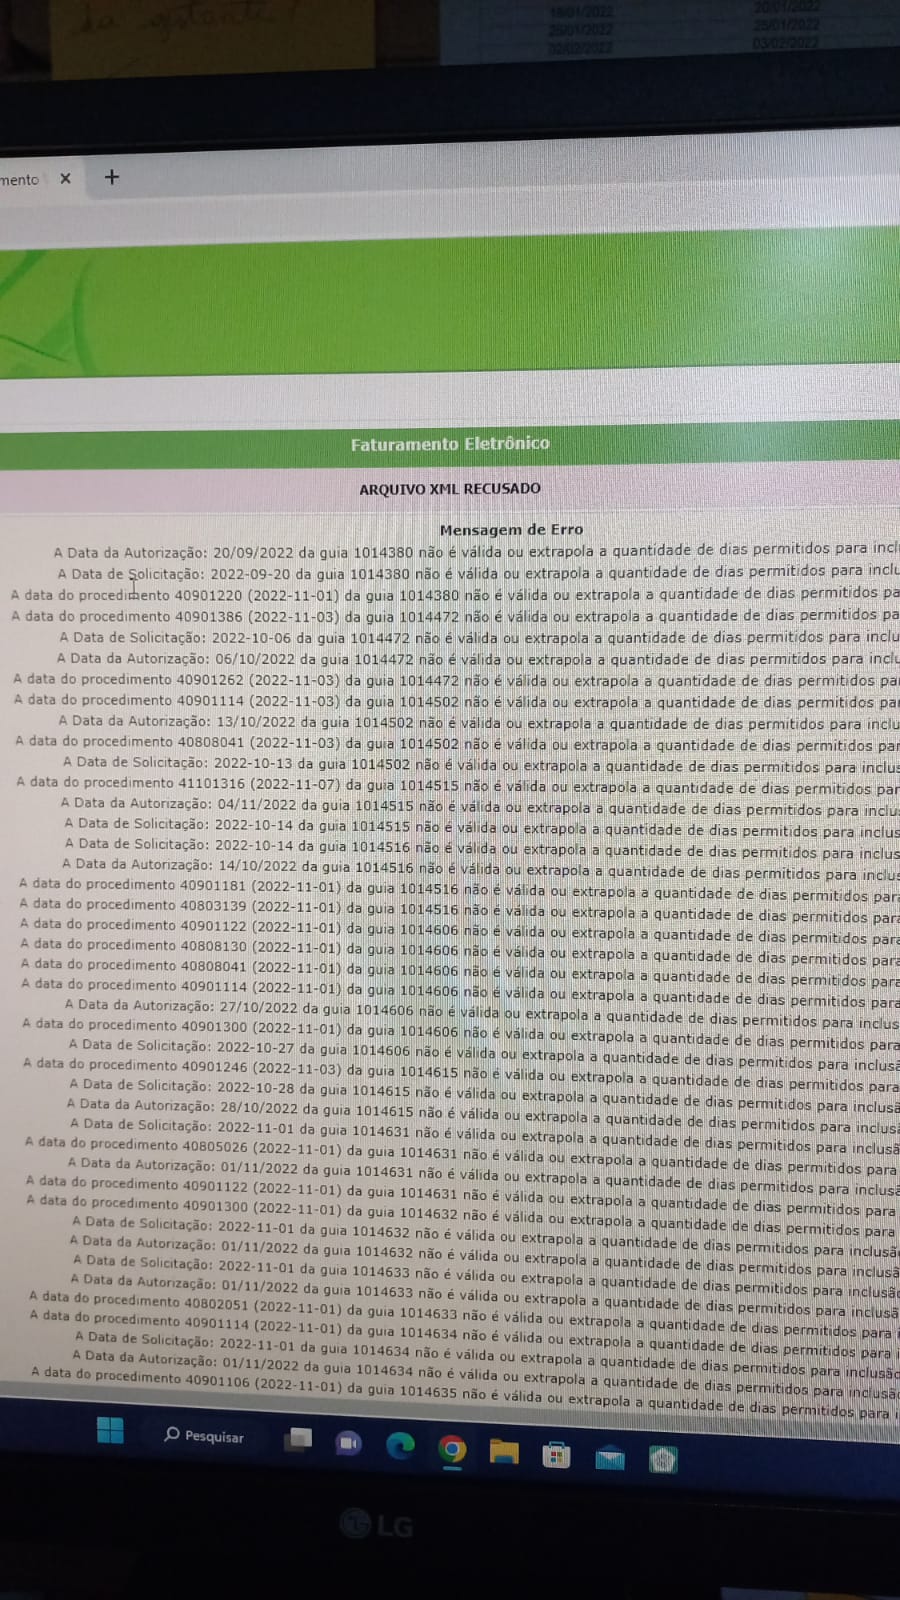 da gestante?
18/01/2022 20/01/2022
26/01/2022 25/01/2022
02/02/2022 03/02/2022
mento
Faturamento Eletrônico
ARQUIVO XML RECUSADO
Mensagem de Erro
A Data da Autorização: 20/09/2022 da guia 1014380 não é válida ou extrapola a quantidade de dias permitidos para incl
A Data de Solicitação: 2022-09-20 da guia 1014380 não é válida ou extrapola a quantidade de dias permitidos para inclu
A data do procedimento 40901220 (2022-11-01) da guia 1014380 não é válida ou extrapola a quantidade de dias permitidos pa
A data do procedimento 40901386 (2022-11-03) da guia 1014472 não é válida ou extrapola a quantidade de dias permitidos pa
A Data de Solicitação: 2022-10-06 da guia 1014472 não é válida ou extrapola a quantidade de dias permitidos para inclu
A Data da Autorização: 06/10/2022 da guia 1014472 não é válida ou extrapola a quantidade de dias permitidos para inclu
A data do procedimento 40901262 (2022-11-03) da guia 1014472 não é válida ou extrapola a quantidade de dias permitidos pa
A data do procedimento 40901114 (2022-11-03) da guia 1014502 não é válida ou extrapola a quantidade de dias permitidos par
A Data da Autorização: 13/10/2022 da guia 1014502 não é válida ou extrapola a quantidade de dias permitidos para inclu
A data do procedimento 40808041 (2022-11-03) da guia 1014502 não é válida ou extrapola a quantidade de dias permitidos par
A Data de Solicitação: 2022-10-13 da guia 1014502 não é válida ou extrapola a quantidade de dias permitidos para inclus
A data do procedimento 41101316 (2022-11-07) da guia 1014515 não é válida ou extrapola a quantidade de dias permitidos par
A Data da Autorização: 04/11/2022 da guia 1014515 não é válida ou extrapola a quantidade de dias permitidos para inclus
A Data de Solicitação: 2022-10-14 da guia 1014515 não é válida ou extrapola a quantidade de dias permitidos para inclus
A Data de Solicitação: 2022-10-14 da guia 1014516 não é válida ou extrapola a quantidade de dias permitidos para inclus
A Data da Autorização: 14/10/2022 da guia 1014516 não é válida ou extrapola a quantidade de dias permitidos para inclus
A data do procedimento 40901181 (2022-11-01) da guia 1014516 não é válida ou extrapola a quantidade de dias permitidos para
A data do procedimento 40803139 (2022-11-01) da guia 1014516 não é válida ou extrapola a quantidade de dias permitidos para
A data do procedimento 40901122 (2022-11-01) da guia 1014606 não é válida ou extrapola a quantidade de dias permitidos para
A data do procedimento 40808130 (2022-11-01) da guia 1014606 não é válida ou extrapola a quantidade de dias permitidos para
A data do procedimento 40808041 (2022-11-01) da guia 1014606 não é válida ou extrapola a quantidade de dias permitidos para
A data do procedimento 40901114 (2022-11-01) da guia 1014606 não é válida ou extrapola a quantidade de dias permitidos para
A Data da Autorização: 27/10/2022 da guia 1014606 não é válida ou extrapola a quantidade de dias permitidos para inclus
A data do procedimento 40901300 (2022-11-01) da guia 1014606 não é válida ou extrapola a quantidade de dias permitidos para
A Data de Solicitação: 2022-10-27 da guia 1014606 não é válida ou extrapola a quantidade de dias permitidos para inclusã
A data do procedimento 40901246 (2022-11-03) da guia 1014615 não é válida ou extrapola a quantidade de dias permitidos para
A Data de Solicitação: 2022-10-28 da guia 1014615 não é válida ou extrapola a quantidade de dias permitidos para inclusã
A Data da Autorização: 28/10/2022 da guia 1014615 não é válida ou extrapola a quantidade de dias permitidos para inclusã
A Data de Solicitação: 2022-11-01 da guia 1014631 não é válida ou extrapola a quantidade de dias permitidos para inclusã
A data do procedimento 40805026 (2022-11-01) da guia 1014631 não é válida ou extrapola a quantidade de dias permitidos para
A Data da Autorização: 01/11/2022 da guia 1014631 não é válida ou extrapola a quantidade de dias permitidos para inclusã
A data do procedimento 40901122 (2022-11-01) da guia 1014631 não é válida ou extrapola a quantidade de dias permitidos para
A data do procedimento 40901300 (2022-11-01) da guia 1014632 não é válida ou extrapola a quantidade de dias permitidos para
A Data de Solicitação: 2022-11-01 da guia 1014632 não é válida ou extrapola a quantidade de dias permitidos para inclusão
A Data da Autorização: 01/11/2022 da guia 1014632 não é válida ou extrapola a quantidade de dias permitidos para inclusã
A Data de Solicitação: 2022-11-01 da guia 1014633 não é válida ou extrapola a quantidade de dias permitidos para inclusão
A Data da Autorização: 01/11/2022 da guia 1014633 não é válida ou extrapola a quantidade de dias permitidos para inclusã
A data do procedimento 40802051 (2022-11-01) da guia 1014633 não é válida ou extrapola a quantidade de dias permitidos para i
A data do procedimento 40901114 (2022-11-01) da guia 1014634 não é válida ou extrapola a quantidade de dias permitidos para i
A Data de Solicitação: 2022-11-01 da guia 1014634 não é válida ou extrapola a quantidade de dias permitidos para inclusão
A Data da Autorização: 01/11/2022 da guia 1014634 não é válida ou extrapola a quantidade de dias permitidos para inclusão
A data do procedimento 40901106 (2022-11-01) da guia 1014635 não é válida ou extrapola a quantidade de dias permitidos para i
Pesquisar
LG